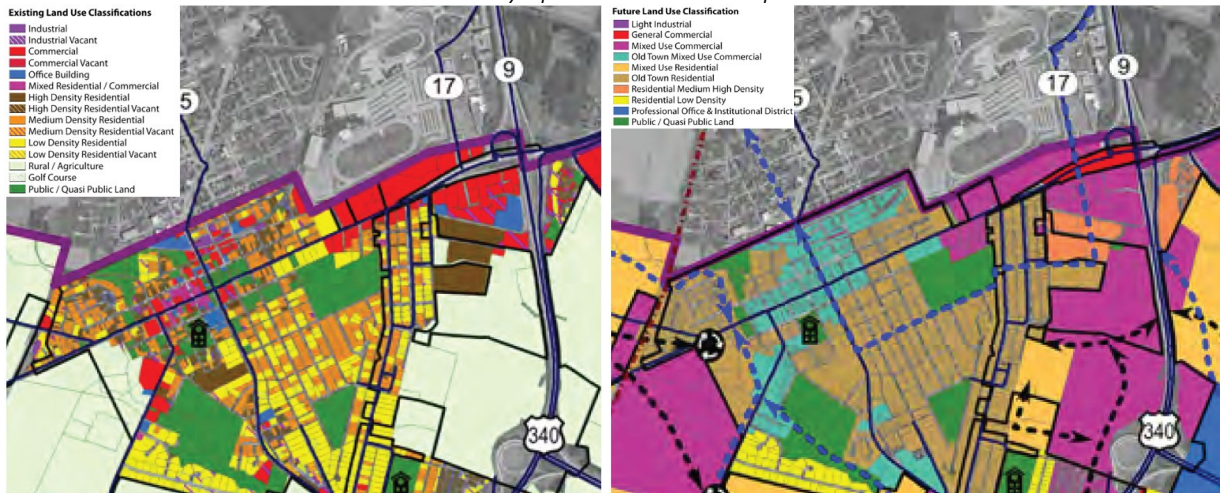 Existing Land Use Classifications
Industrial
Industrial Vacant
Commercial
Commercial Vacant
Office Building
Mixed Residential / Commercial
High Density Residential
High Density Residential Vacant
Medium Density Residential
Medium Density Residential Vacant
Low Density Residential
Low Density Residential Vacant
Rural / Agriculture
Golf Course
Public / Quasi Public Land
5
17
9
340
Future Land Use Classification
Light Industrial
General Commercial
Mixed Use Commercial
Old Town Mixed Use Commercial
Mixed Use Residential
Old Town Residential
Residential Medium High Density
Residential Low Density
Professional Office & Institutional District
Public / Quasi Public Land
5
17
9
340